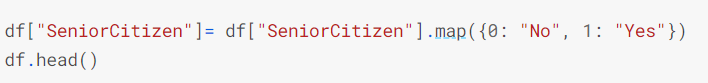 df["SeniorCitizen"]= df["SeniorCitizen"].map({0: "No", 1: "Yes"})
df.head()